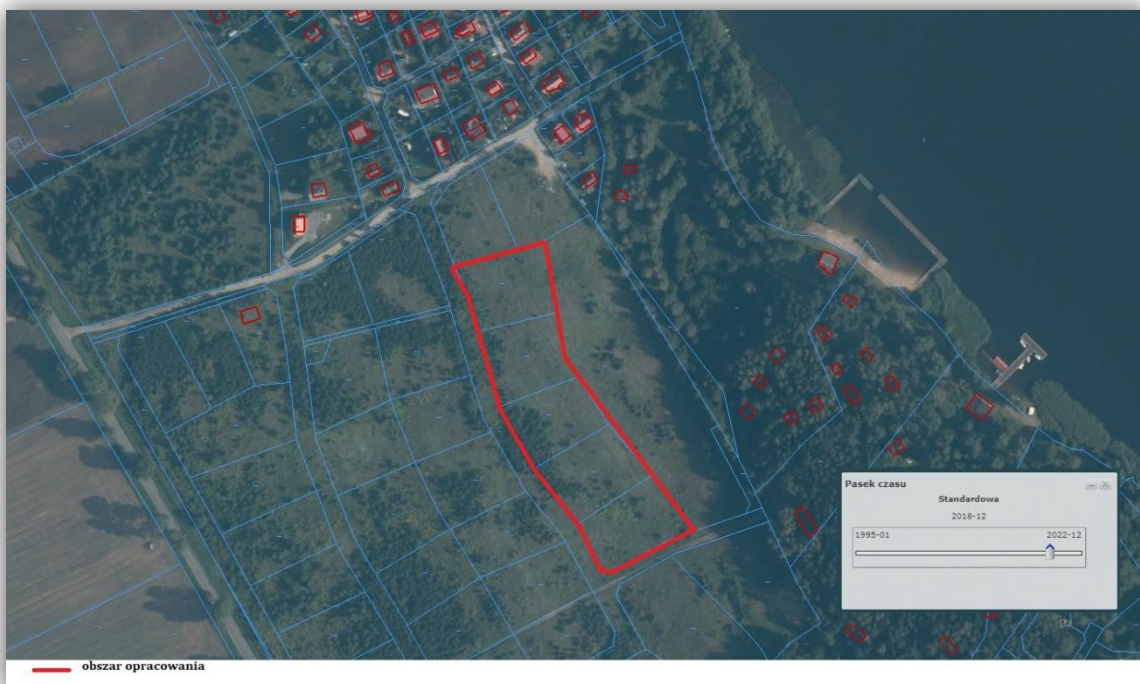 Pasek czasu
Standardowa
2018-12
1995-01 2022-12
obszar opracowania